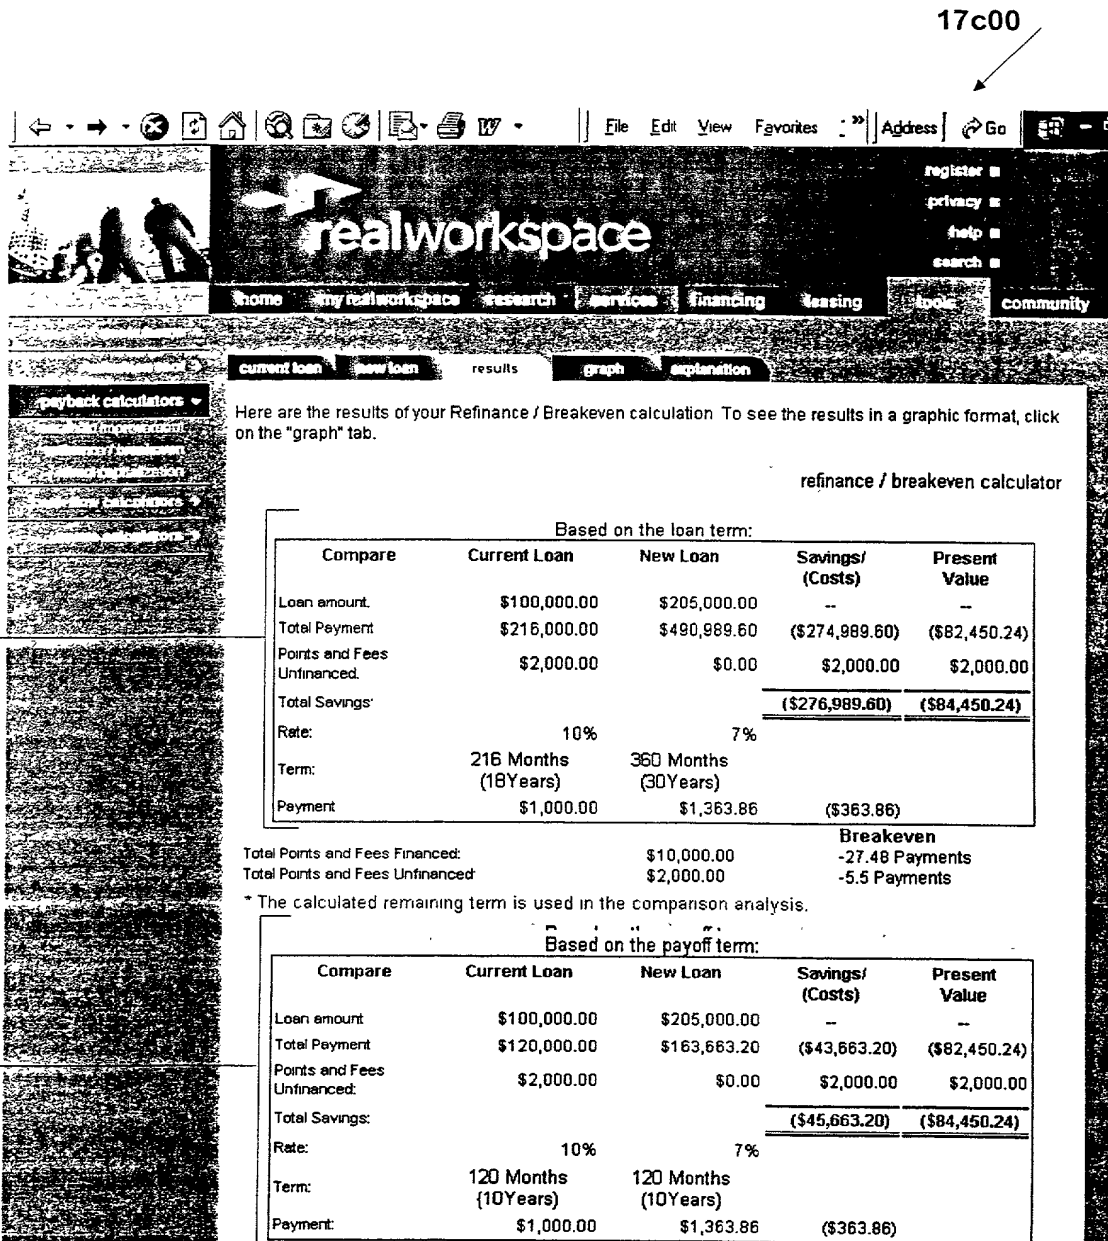 17c00
File Edit View Favorites » Address Go
register
privacy
help
search
realworkspace
home my realworkspace research services financing leasing tools community
current loan new loan results graph explanation
payback calculators
Here are the results of your Refinance / Breakeven calculation To see the results in a graphic format, click
on the "graph" tab.
refinance / breakeven calculator
Based on the loan term:
Compare Current Loan New Loan Savings/ (Costs) Present Value
Loan amount. $100,000.00 $205,000.00 -- --
Total Payment $216,000.00 $490,989.60 ($274,989.60) ($82,450.24)
Points and Fees Unfinanced. $2,000.00 $0.00 $2,000.00 $2,000.00
Total Savings* ($276,989.60) ($84,450.24)
Rate: 10% 7%
Term: 216 Months (18Years) 360 Months (30Years)
Payment $1,000.00 $1,363.86 ($363.86)
Breakeven
Total Points and Fees Financed: $10,000.00 -27.48 Payments
Total Points and Fees Unfinanced $2,000.00 -5.5 Payments
* The calculated remaining term is used in the comparison analysis.
Based on the payoff term:
Compare Current Loan New Loan Savings/ (Costs) Present Value
Loan amount $100,000.00 $205,000.00 -- --
Total Payment $120,000.00 $163,663.20 ($43,663.20) ($82,450.24)
Points and Fees Unfinanced: $2,000.00 $0.00 $2,000.00 $2,000.00
Total Savings: ($45,663.20) ($84,450.24)
Rate: 10% 7%
Term: 120 Months (10Years) 120 Months (10Years)
Payment: $1,000.00 $1,363.86 ($363.86)